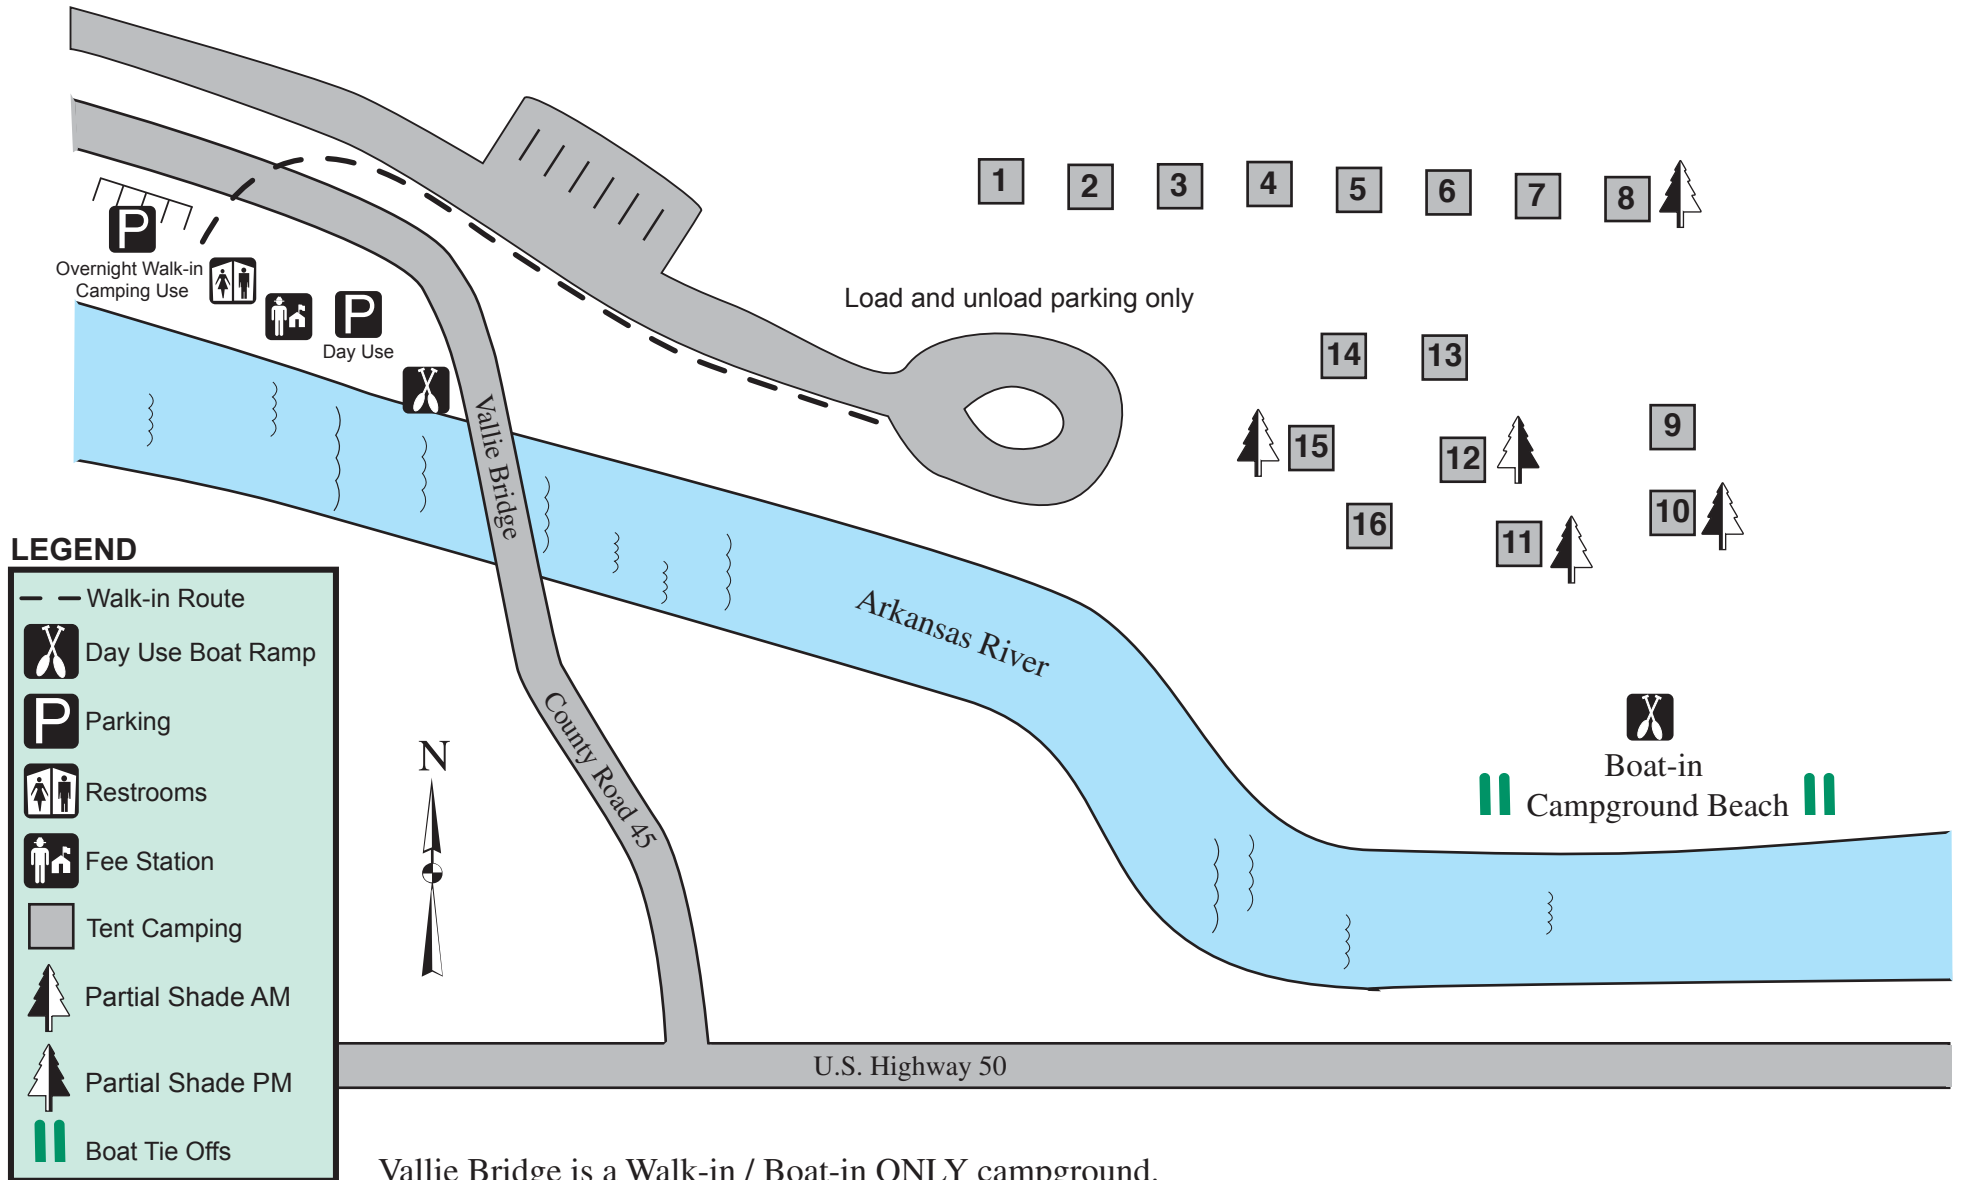 1
2
3
4
5
6
7
8
P
Overnight Walk-in
Camping Use
P
Day Use
Load and unload parking only
14
13
9
15
12
10
16
11
Vallie Bridge
Arkansas River
County Road 45
N
Boat-in
Campground Beach
U.S. Highway 50
LEGEND
Walk-in Route
Day Use Boat Ramp
P Parking
Restrooms
Fee Station
Tent Camping
Partial Shade AM
Partial Shade PM
Boat Tie Offs
Vallie Bridge is a Walk-in / Boat-in ONLY campground.